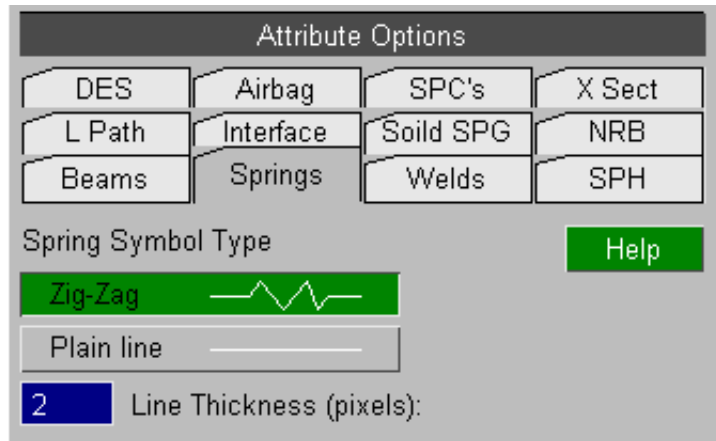 Attribute Options
DES Airbag SPC's X Sect
L Path Interface Soild SPG NRB
Beams Springs Welds SPH
Spring Symbol Type Help
Zig-Zag
Plain line
2 Line Thickness (pixels):